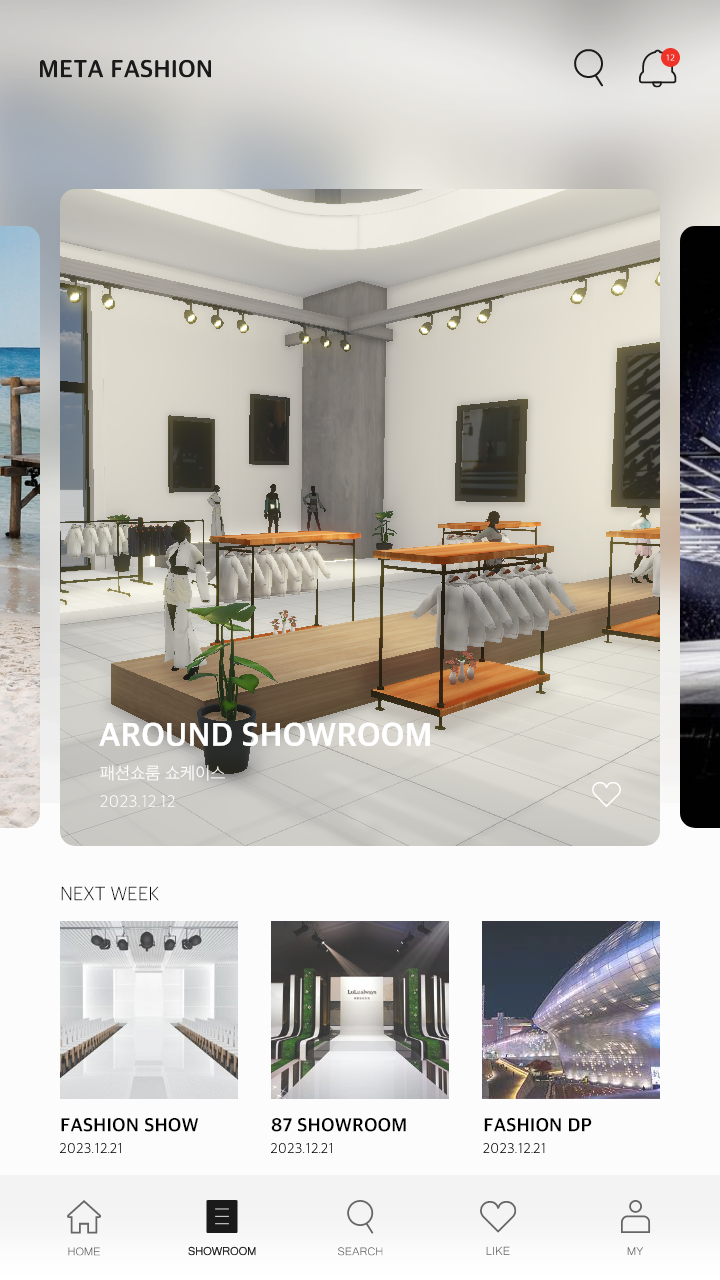 META FASHION
12
AROUND SHOWROOM
패션쇼룸 쇼케이스
2023.12.12
NEXT WEEK
LuLualways
FASHION SHOW
2023.12.21
87 SHOWROOM
2023.12.21
FASHION DP
2023.12.21
HOME
SHOWROOM
SEARCH
LIKE
MY